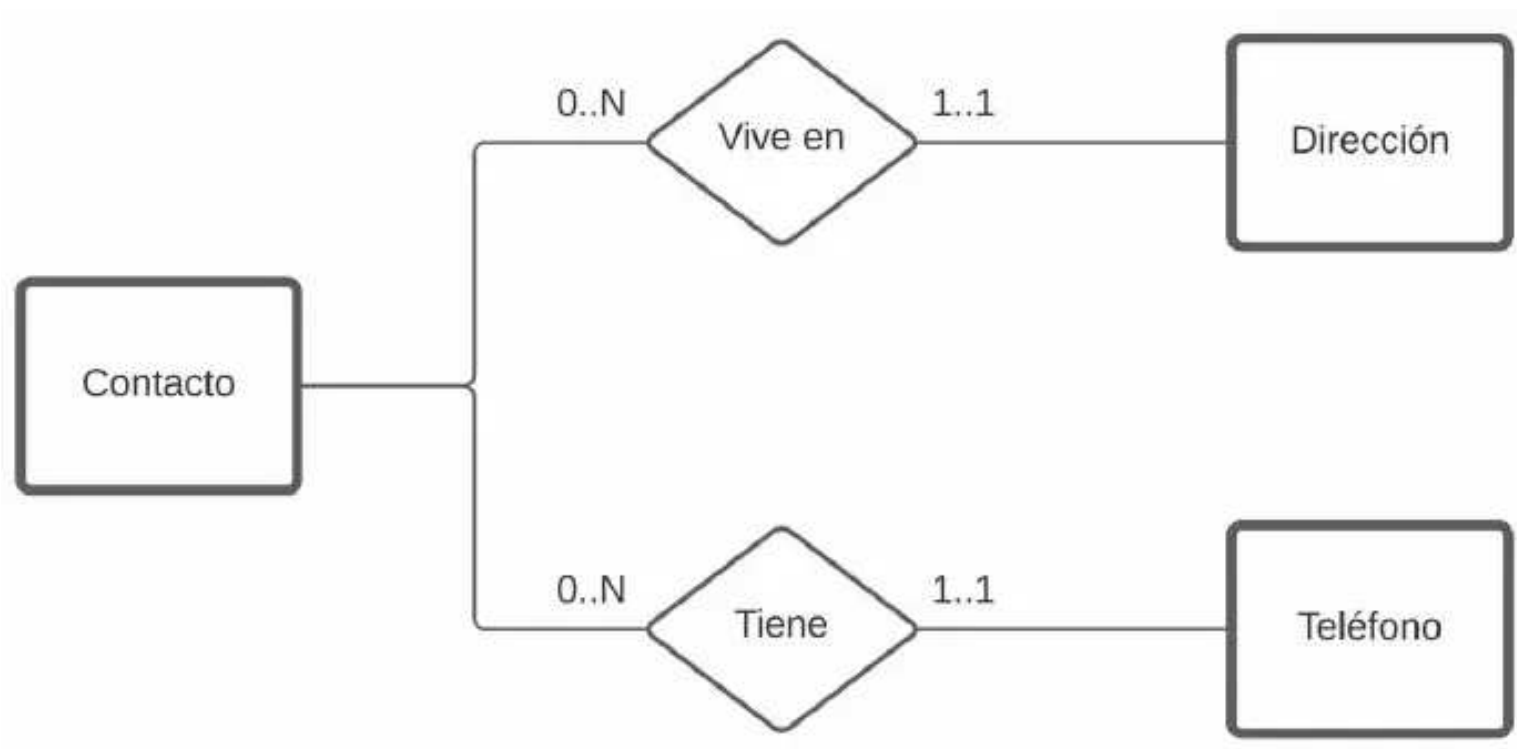 0..N
Vive en
1..1
Dirección
Contacto
0..N
Tiene
1..1
Teléfono